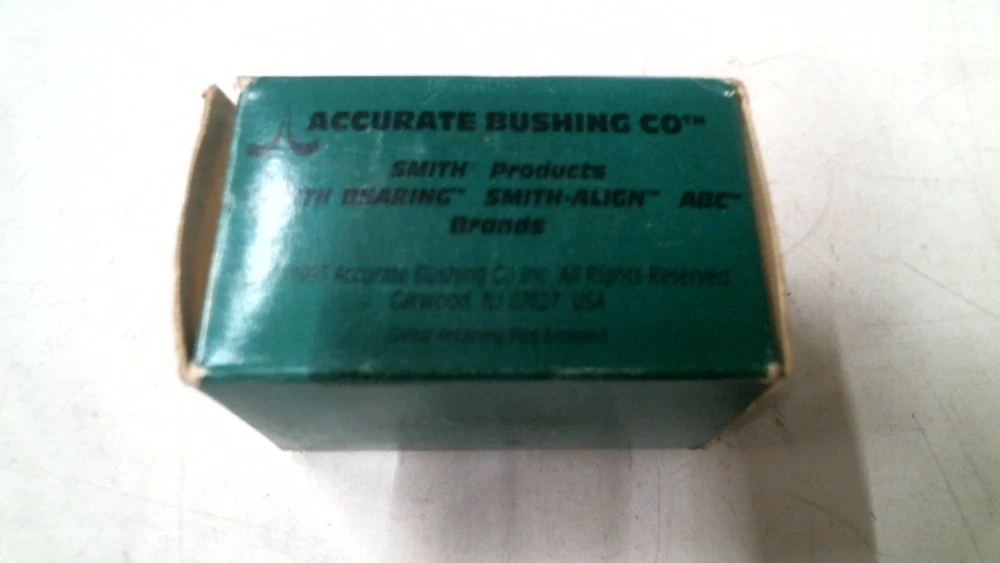 ACCURATE BUSHING CO™
SMITH Products
BEARING™ SMITH-ALIGN™ ABC™
Brands
1993 Accurate Bushing Co Inc. All Rights Reserved.
Garwood, NJ 07027 USA